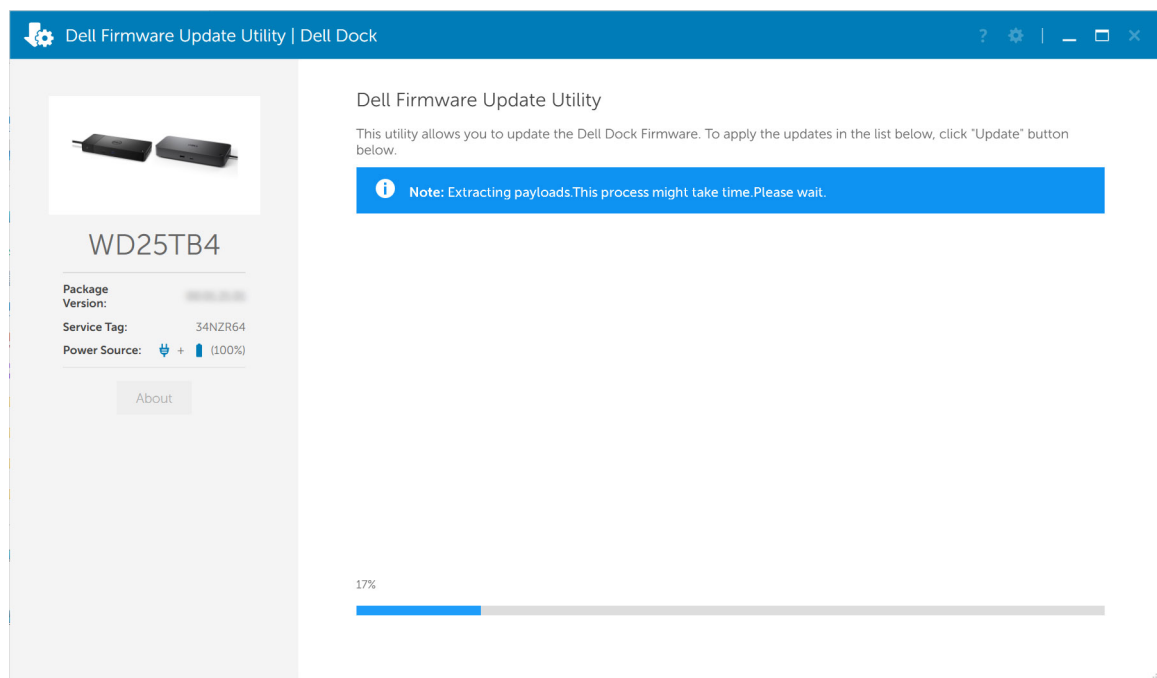 Dell Firmware Update Utility | Dell Dock
?
Dell Firmware Update Utility
This utility allows you to update the Dell Dock Firmware. To apply the updates in the list below, click "Update" button
below.
Note: Extracting payloads.This process might take time.Please wait.
WD25TB4
Package
Version:
Service Tag: 34NZR64
Power Source: + (100%)
About
17%